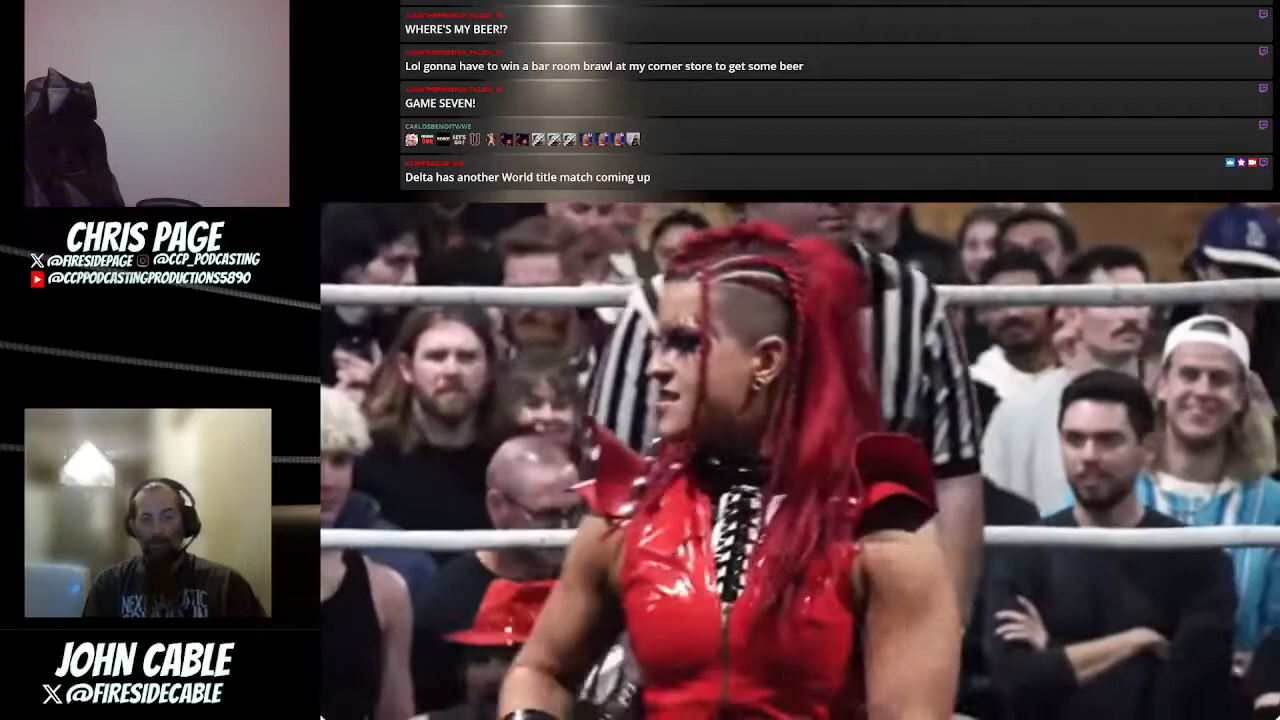 WHERE'S MY BEER!?
Lol gonna have to win a bar room brawl at my corner store to get some beer
GAME SEVEN!
CARLOSBENOITWWE
Delta has another World title match coming up
CHRIS PAGE
@FIRESIDEPAGE @CCP_PODCASTING
@CCPPODCASTINGPRODUCTIONS5890
JOHN CABLE
@FIRESIDECABLE